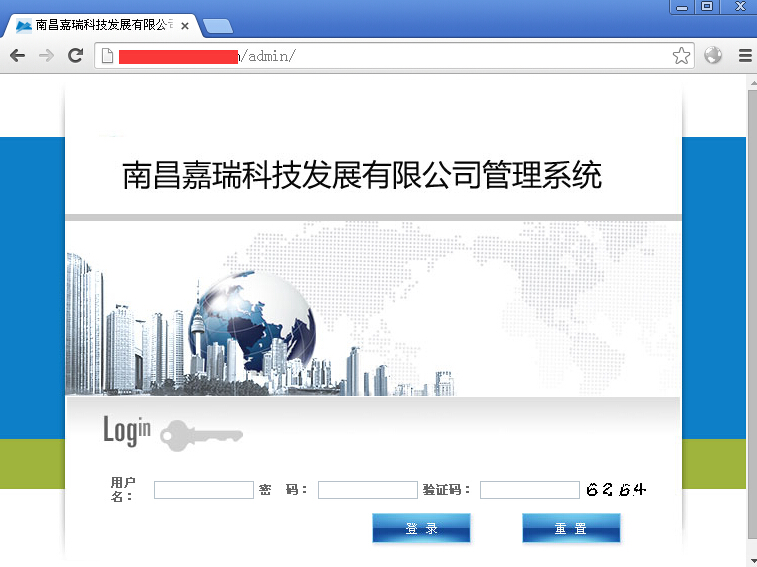 南昌嘉瑞科技发展有限公
/admin/
南昌嘉瑞科技发展有限公司管理系统
Login
用户名： 密 码： 验证码： 6264
登 录 重 置